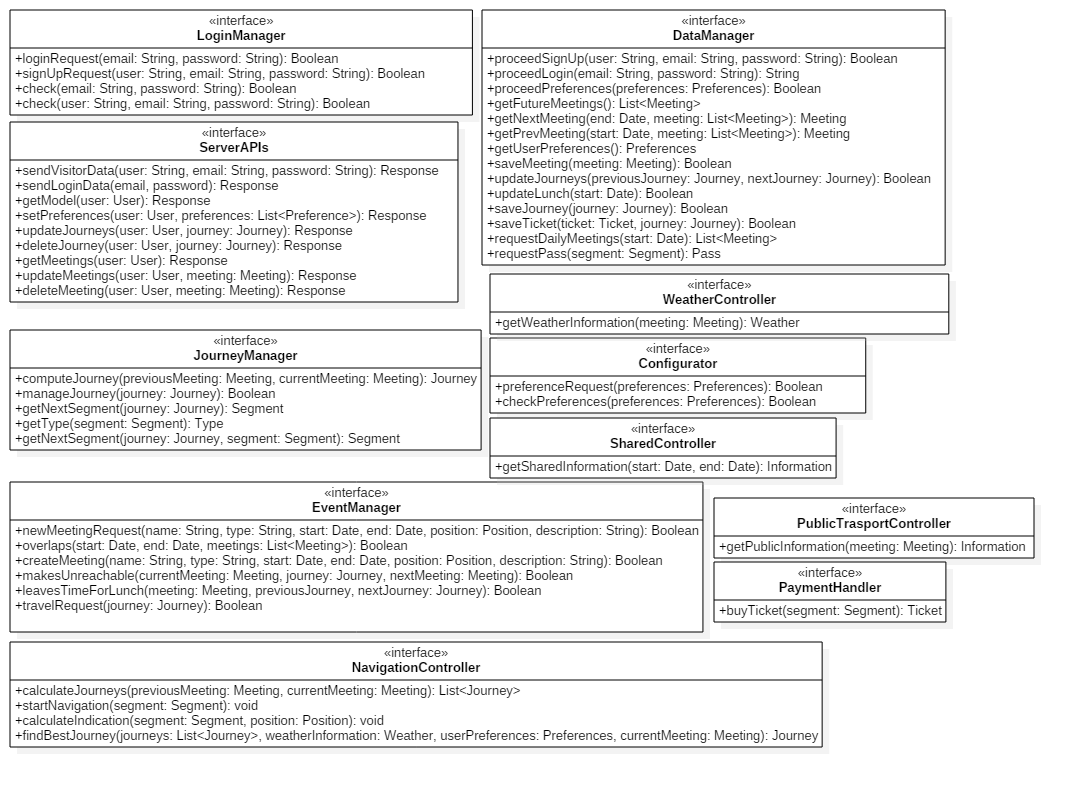 «interface»
LoginManager
+loginRequest(email: String, password: String): Boolean
+signUpRequest(user: String, email: String, password: String): Boolean
+check(email: String, password: String): Boolean
+check(user: String, email: String, password: String): Boolean
«interface»
DataManager
+proceedSignUp(user: String, email: String, password: String): Boolean
+proceedLogin(email: String, password: String): String
+proceedPreferences(preferences: Preferences): Boolean
+getFutureMeetings(): List<Meeting>
+getNextMeeting(end: Date, meeting: List<Meeting>): Meeting
+getPrevMeeting(start: Date, meeting: List<Meeting>): Meeting
+getUserPreferences(): Preferences
+saveMeeting(meeting: Meeting): Boolean
+updateJourneys(previousJourney: Journey, nextJourney: Journey): Boolean
+updateLunch(start: Date): Boolean
+saveJourney(journey: Journey): Boolean
+saveTicket(ticket: Ticket, journey: Journey): Boolean
+requestDailyMeetings(start: Date): List<Meeting>
+requestPass(segment: Segment): Pass
«interface»
ServerAPIs
+sendVisitorData(user: String, email: String, password: String): Response
+sendLoginData(email, password): Response
+getModel(user: User): Response
+setPreferences(user: User, preferences: List<Preference>): Response
+updateJourneys(user: User, journey: Journey): Response
+deleteJourney(user: User, journey: Journey): Response
+getMeetings(user: User): Response
+updateMeetings(user: User, meeting: Meeting): Response
+deleteMeeting(user: User, meeting: Meeting): Response
«interface»
WeatherController
+getWeatherInformation(meeting: Meeting): Weather
«interface»
JourneyManager
+computeJourney(previousMeeting: Meeting, currentMeeting: Meeting): Journey
+manageJourney(journey: Journey): Boolean
+getNextSegment(journey: Journey): Segment
+getType(segment: Segment): Type
+getNextSegment(journey: Journey, segment: Segment): Segment
«interface»
Configurator
+preferenceRequest(preferences: Preferences): Boolean
+checkPreferences(preferences: Preferences): Boolean
«interface»
SharedController
+getSharedInformation(start: Date, end: Date): Information
«interface»
EventManager
+newMeetingRequest(name: String, type: String, start: Date, end: Date, position: Position, description: String): Boolean
+overlaps(start: Date, end: Date, meetings: List<Meeting>): Boolean
+createMeeting(name: String, type: String, start: Date, end: Date, position: Position, description: String): Boolean
+makesUnreachable(currentMeeting: Meeting, journey: Journey, nextMeeting: Meeting): Boolean
+leavesTimeForLunch(meeting: Meeting, previousJourney, nextJourney: Journey): Boolean
+travelRequest(journey: Journey): Boolean
«interface»
PublicTrasportController
+getPublicInformation(meeting: Meeting): Information
«interface»
PaymentHandler
+buyTicket(segment: Segment): Ticket
«interface»
NavigationController
+calculateJourneys(previousMeeting: Meeting, currentMeeting: Meeting): List<Journey>
+startNavigation(segment: Segment): void
+calculateIndication(segment: Segment, position: Position): void
+findBestJourney(journeys: List<Journey>, weatherInformation: Weather, userPreferences: Preferences, currentMeeting: Meeting): Journey